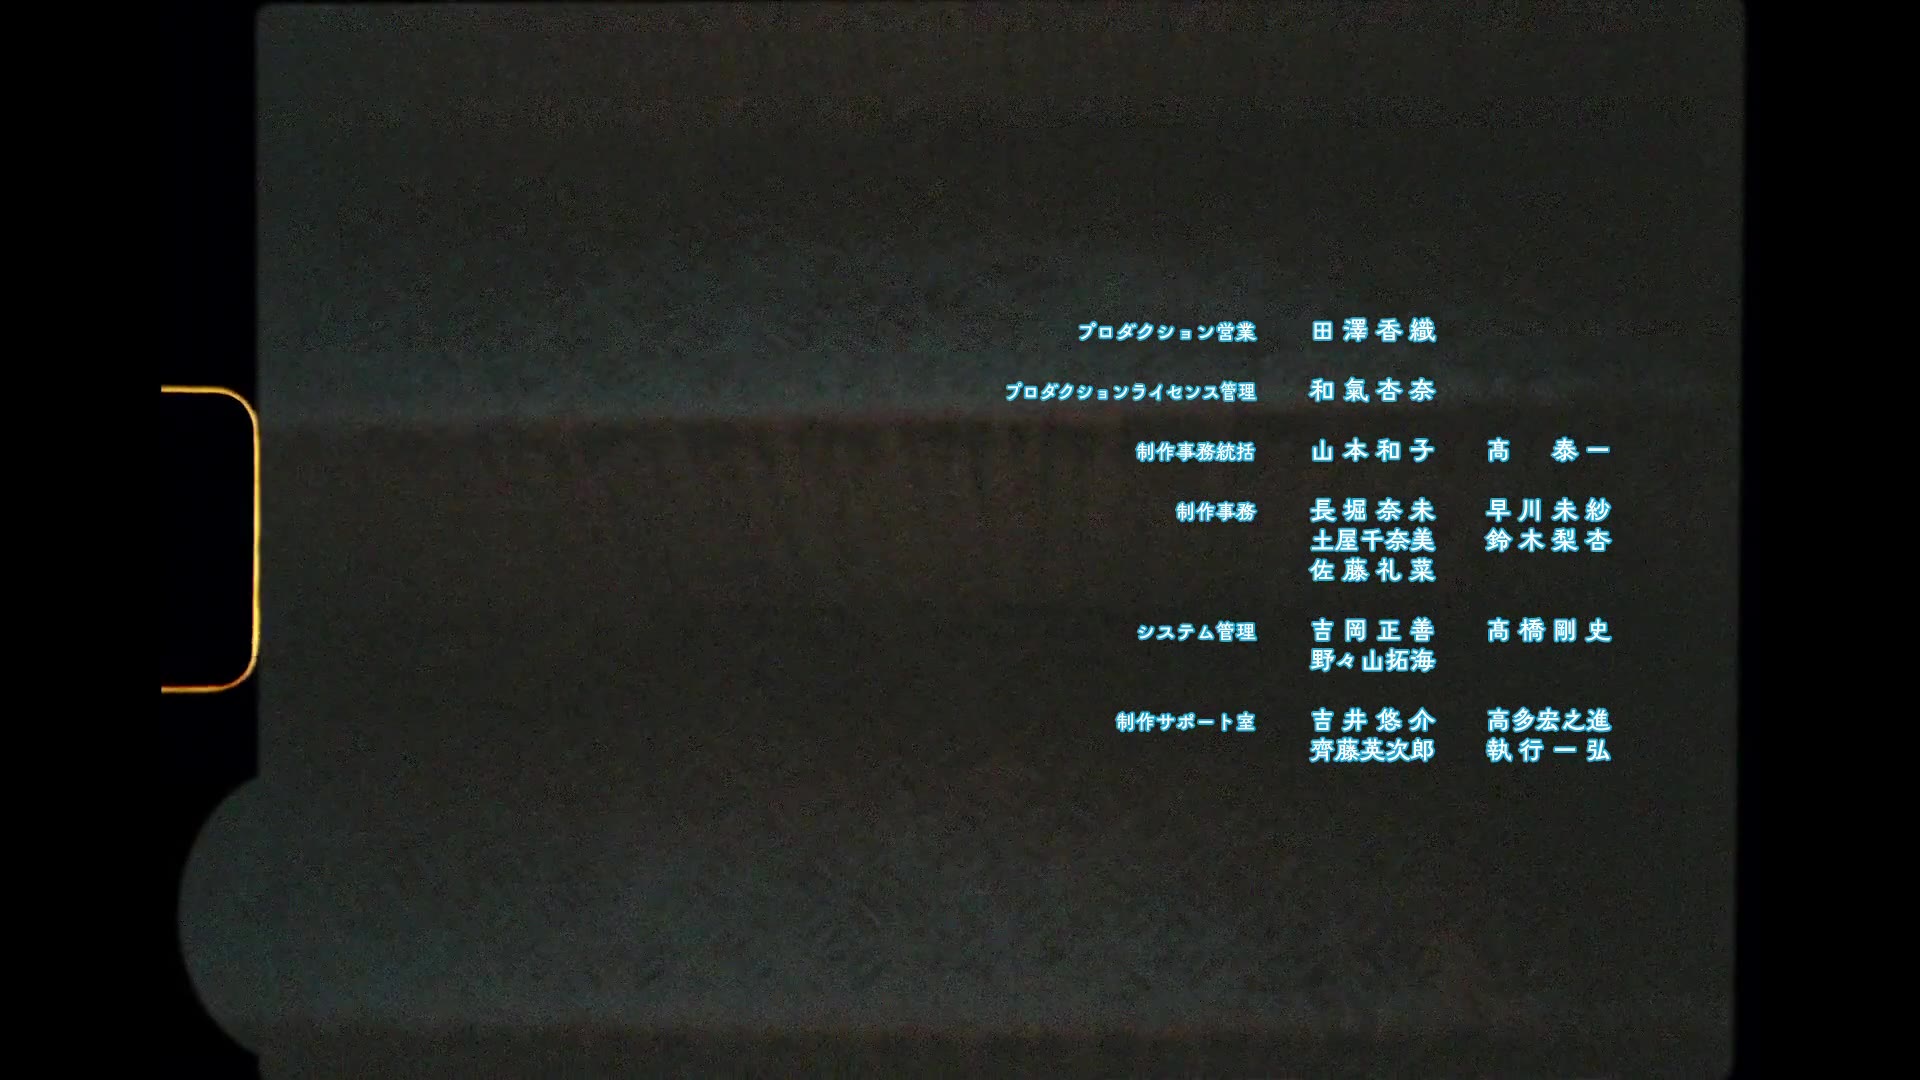 プロダクション営業 田澤香織
プロダクションライセンス管理 和氣杏奈
制作事務統括 山本和子 髙 泰一
制作事務 長堀奈未 早川未紗
土屋千奈美 鈴木梨杏
佐藤礼菜
システム管理 吉岡正善 髙橋剛史
野々山拓海
制作サポート室 吉井悠介 高多宏之進
齊藤英次郎 執行一弘